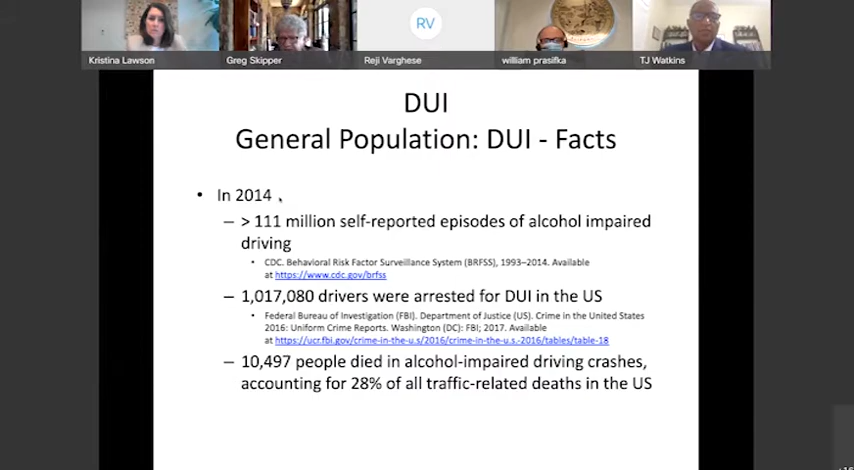 RV
Kristina Lawson
Greg Skipper
Reji Varghese
william prasifka
TJ Watkins
DUI
General Population: DUI - Facts
• In 2014
– > 111 million self-reported episodes of alcohol impaired
driving
• CDC. Behavioral Risk Factor Surveillance System (BRFSS), 1993–2014. Available
at https://www.cdc.gov/brfss
– 1,017,080 drivers were arrested for DUI in the US
• Federal Bureau of Investigation (FBI). Department of Justice (US). Crime in the United States
2016: Uniform Crime Reports. Washington (DC): FBI; 2017. Available
at https://ucr.fbi.gov/crime-in-the-u.s/2016/crime-in-the-u.s.-2016/tables/table-18
– 10,497 people died in alcohol-impaired driving crashes,
accounting for 28% of all traffic-related deaths in the US